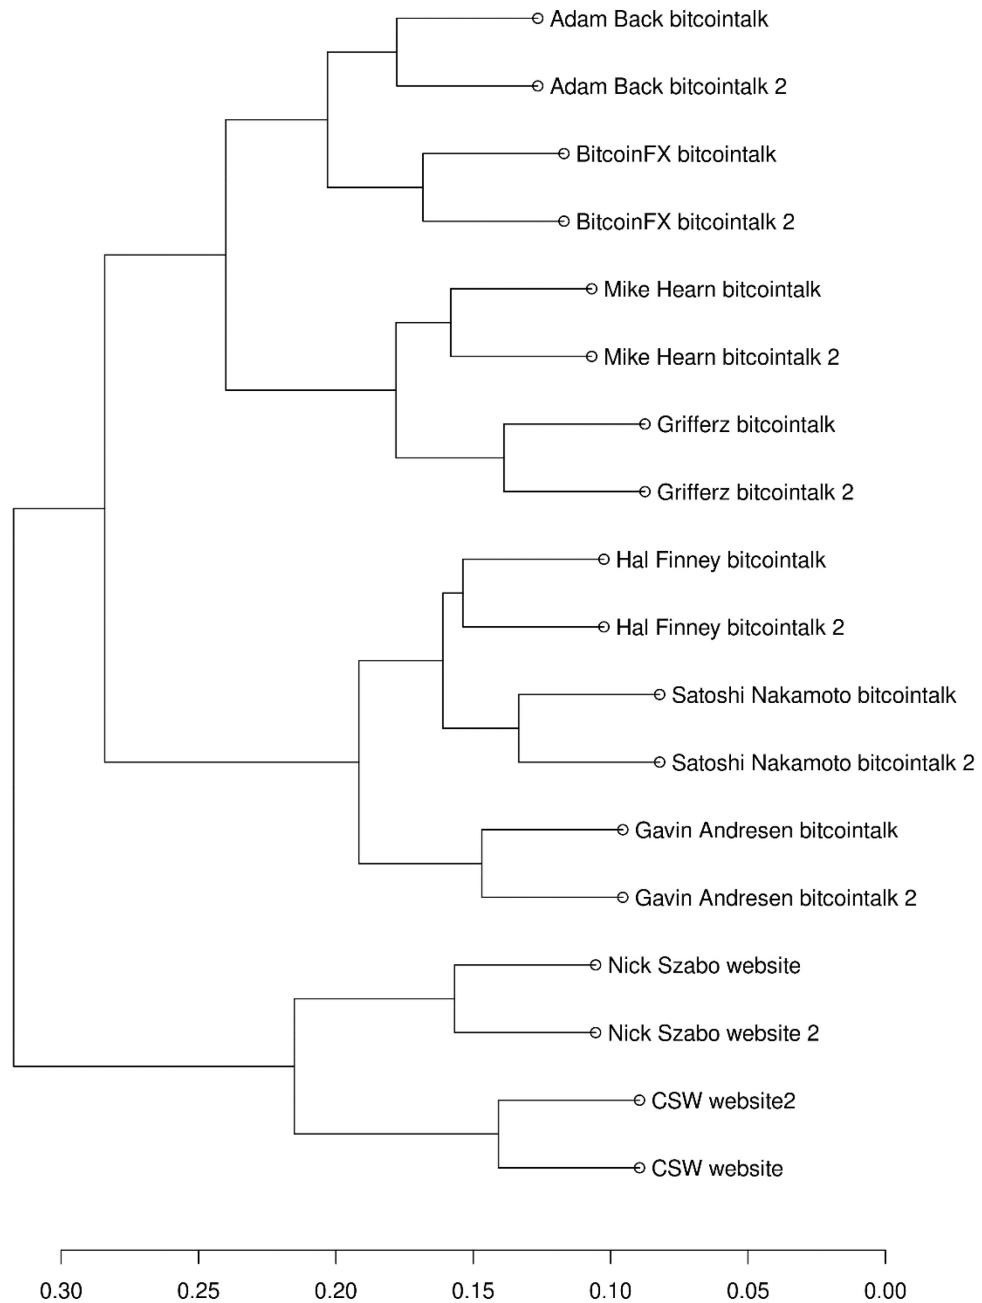 Adam Back bitcointalk
Adam Back bitcointalk 2
BitcoinFX bitcointalk
BitcoinFX bitcointalk 2
Mike Hearn bitcointalk
Mike Hearn bitcointalk 2
Grifferz bitcointalk
Grifferz bitcointalk 2
Hal Finney bitcointalk
Hal Finney bitcointalk 2
Satoshi Nakamoto bitcointalk
Satoshi Nakamoto bitcointalk 2
Gavin Andresen bitcointalk
Gavin Andresen bitcointalk 2
Nick Szabo website
Nick Szabo website 2
CSW website2
CSW website
0.30 0.25 0.20 0.15 0.10 0.05 0.00